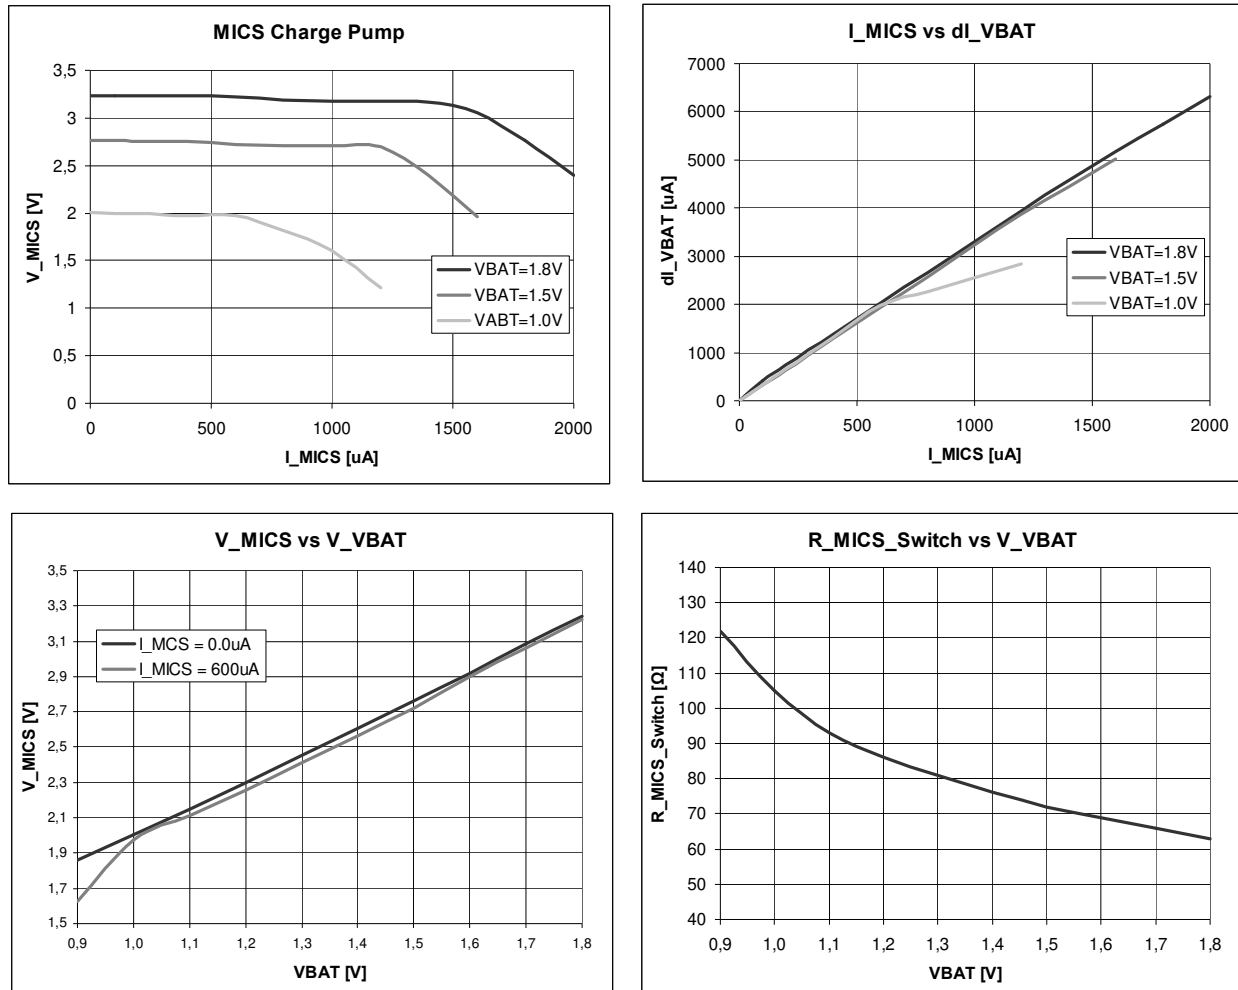 MICS Charge Pump
3,5
3
2,5
2
1,5
1
0,5
0
V_MICS [V]
0 500 1000 1500 2000
I_MICS [uA]
VBAT=1.8V
VBAT=1.5V
VABT=1.0V
I_MICS vs dI_VBAT
7000
6000
5000
4000
3000
2000
1000
0
dI_VBAT [uA]
0 500 1000 1500 2000
I_MICS [uA]
VBAT=1.8V
VBAT=1.5V
VBAT=1.0V
V_MICS vs V_VBAT
3,5
3,3
3,1
2,9
2,7
2,5
2,3
2,1
1,9
1,7
1,5
V_MICS [V]
I_MCS = 0.0uA
I_MICS = 600uA
0,9 1,0 1,1 1,2 1,3 1,4 1,5 1,6 1,7 1,8
VBAT [V]
R_MICS_Switch vs V_VBAT
140
130
120
110
100
90
80
70
60
50
40
R_MICS_Switch [Ω]
0,9 1,0 1,1 1,2 1,3 1,4 1,5 1,6 1,7 1,8
VBAT [V]